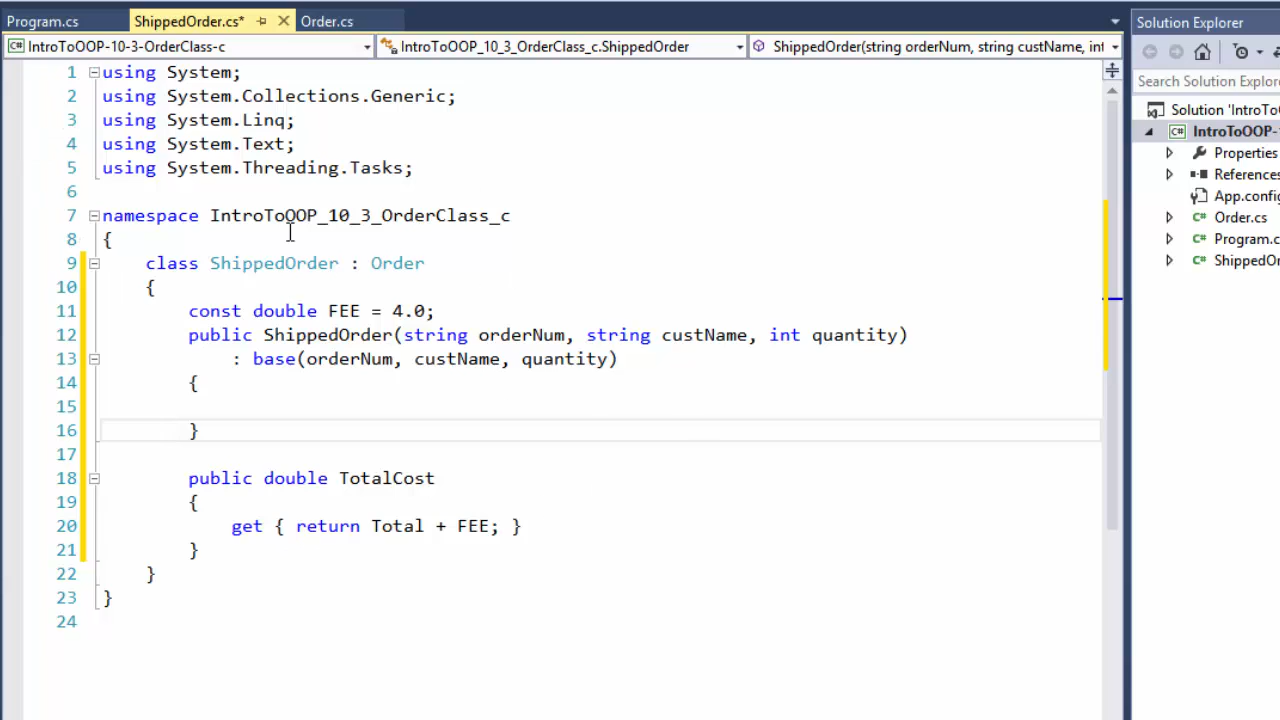 Program.cs ShippedOrder.cs* Order.cs
IntroToOOP-10-3-OrderClass-c IntroToOOP_10_3_OrderClass_c.ShippedOrder ShippedOrder(string orderNum, string custName, int
1 using System;
2 using System.Collections.Generic;
3 using System.Linq;
4 using System.Text;
5 using System.Threading.Tasks;
6
7 namespace IntroToOOP_10_3_OrderClass_c
8 {
9 class ShippedOrder : Order
10 {
11 const double FEE = 4.0;
12 public ShippedOrder(string orderNum, string custName, int quantity)
13 : base(orderNum, custName, quantity)
14 {
15
16 }
17
18 public double TotalCost
19 {
20 get { return Total + FEE; }
21 }
22 }
23 }
24
Solution Explorer
Search Solution Explor
Solution 'IntroToO
C# IntroToOOP-1
Properties
References
App.config
C# Order.cs
C# Program.c
C# ShippedOr